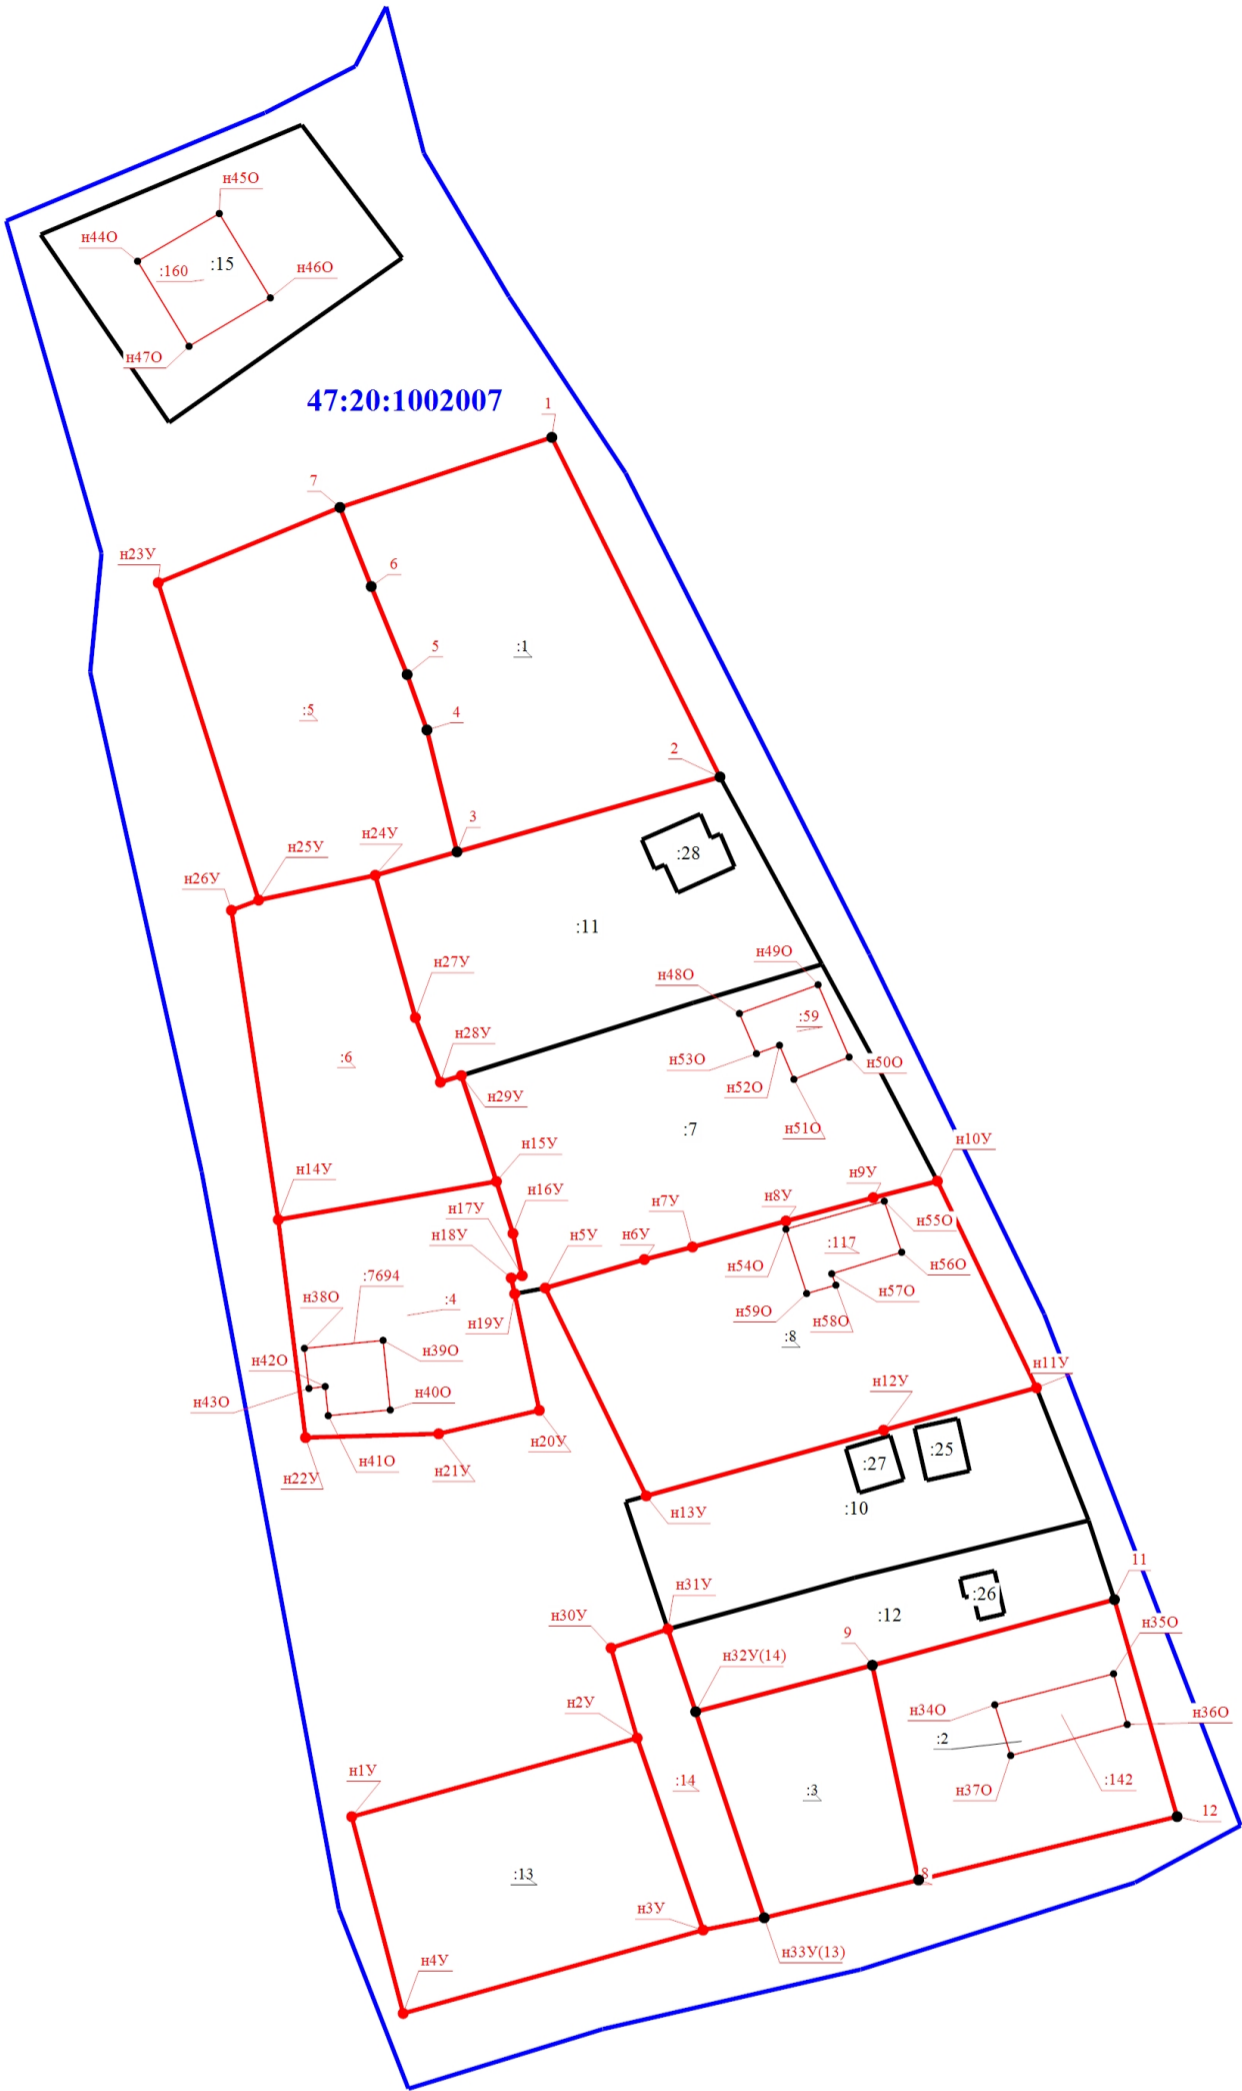 н45О
н44О
:160
:15
н46О
н47О
47:20:1002007
1
7
н23У
6
:1
5
:5
4
2
3
н24У
н25У
:28
н26У
:11
н49О
н27У
н48О
:59
н28У
:6
н53О
н50О
н52О
н29У
н51О
:7
н10У
н15У
н14У
н16У
н9У
н17У
н8У
н7У
н55О
н18У
н5У
н6У
:117
н54О
н56О
:7694
н57О
н38О
:4
н59О
н58О
н19У
:8
н39О
н42О
н11У
н43О
н40О
н12У
н20У
:25
н41О
:27
н21У
н22У
н13У
:10
11
н31У
:26
н30У
:12
н35О
9
н32У(14)
н2У
н34О
н36О
:2
н1У
:14
:3
н37О
:142
12
:13
8
н3У
н33У(13)
н4У